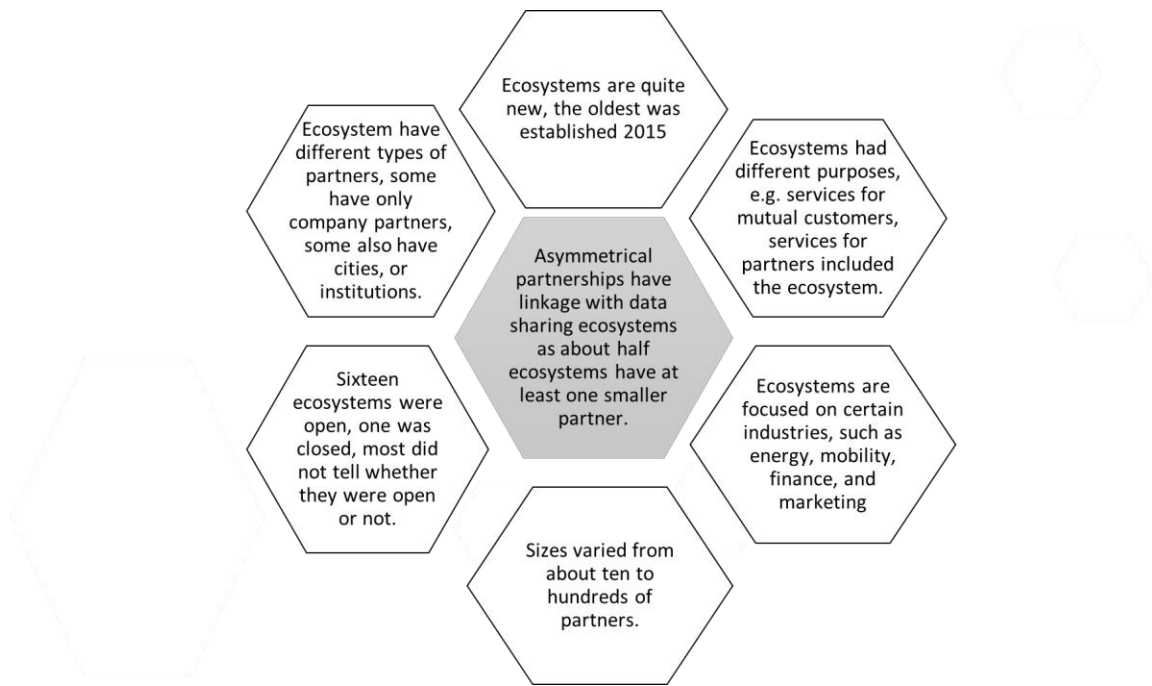 Ecosystems are quite
new, the oldest was
established 2015
Ecosystem have
different types of
partners, some
have only
company partners,
some also have
cities, or
institutions.
Ecosystems had
different purposes,
e.g. services for
mutual customers,
services for
partners included
the ecosystem.
Asymmetrical
partnerships have
linkage with data
sharing ecosystems
as about half
ecosystems have at
least one smaller
partner.
Sixteen
ecosystems were
open, one was
closed, most did
not tell whether
they were open
or not.
Ecosystems are
focused on certain
industries, such as
energy, mobility,
finance, and
marketing
Sizes varied from
about ten to
hundreds of
partners.